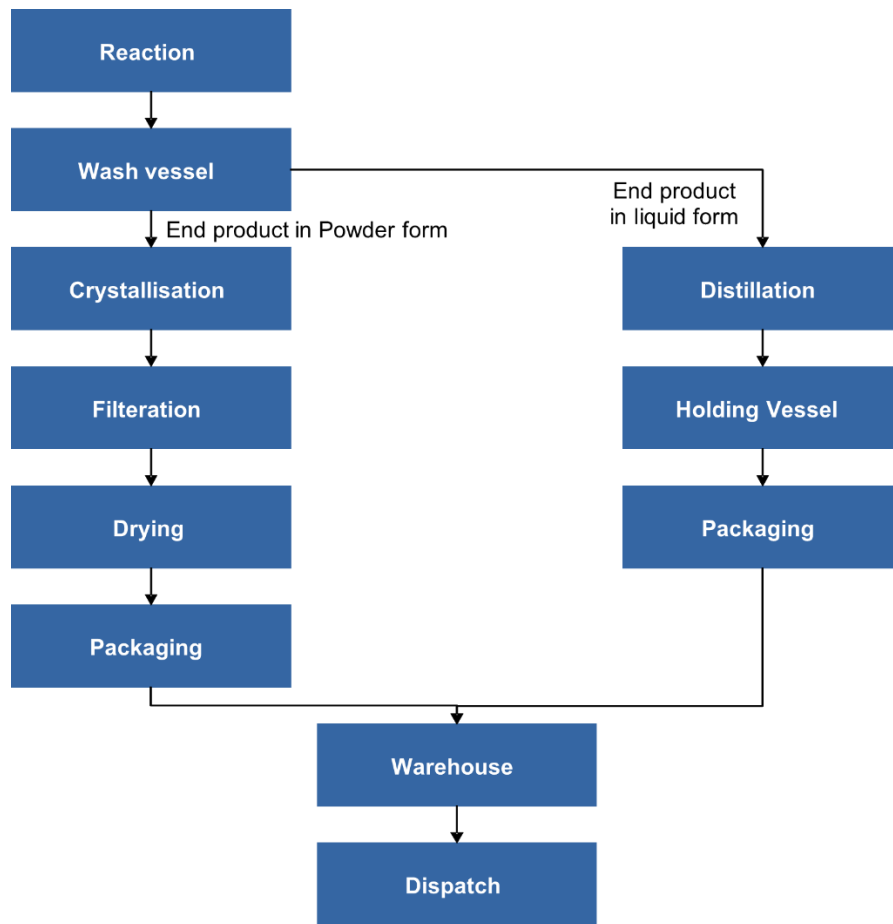 Reaction
Wash vessel
End product in Powder form
End product
in liquid form
Crystallisation
Distillation
Filteration
Holding Vessel
Drying
Packaging
Packaging
Warehouse
Dispatch